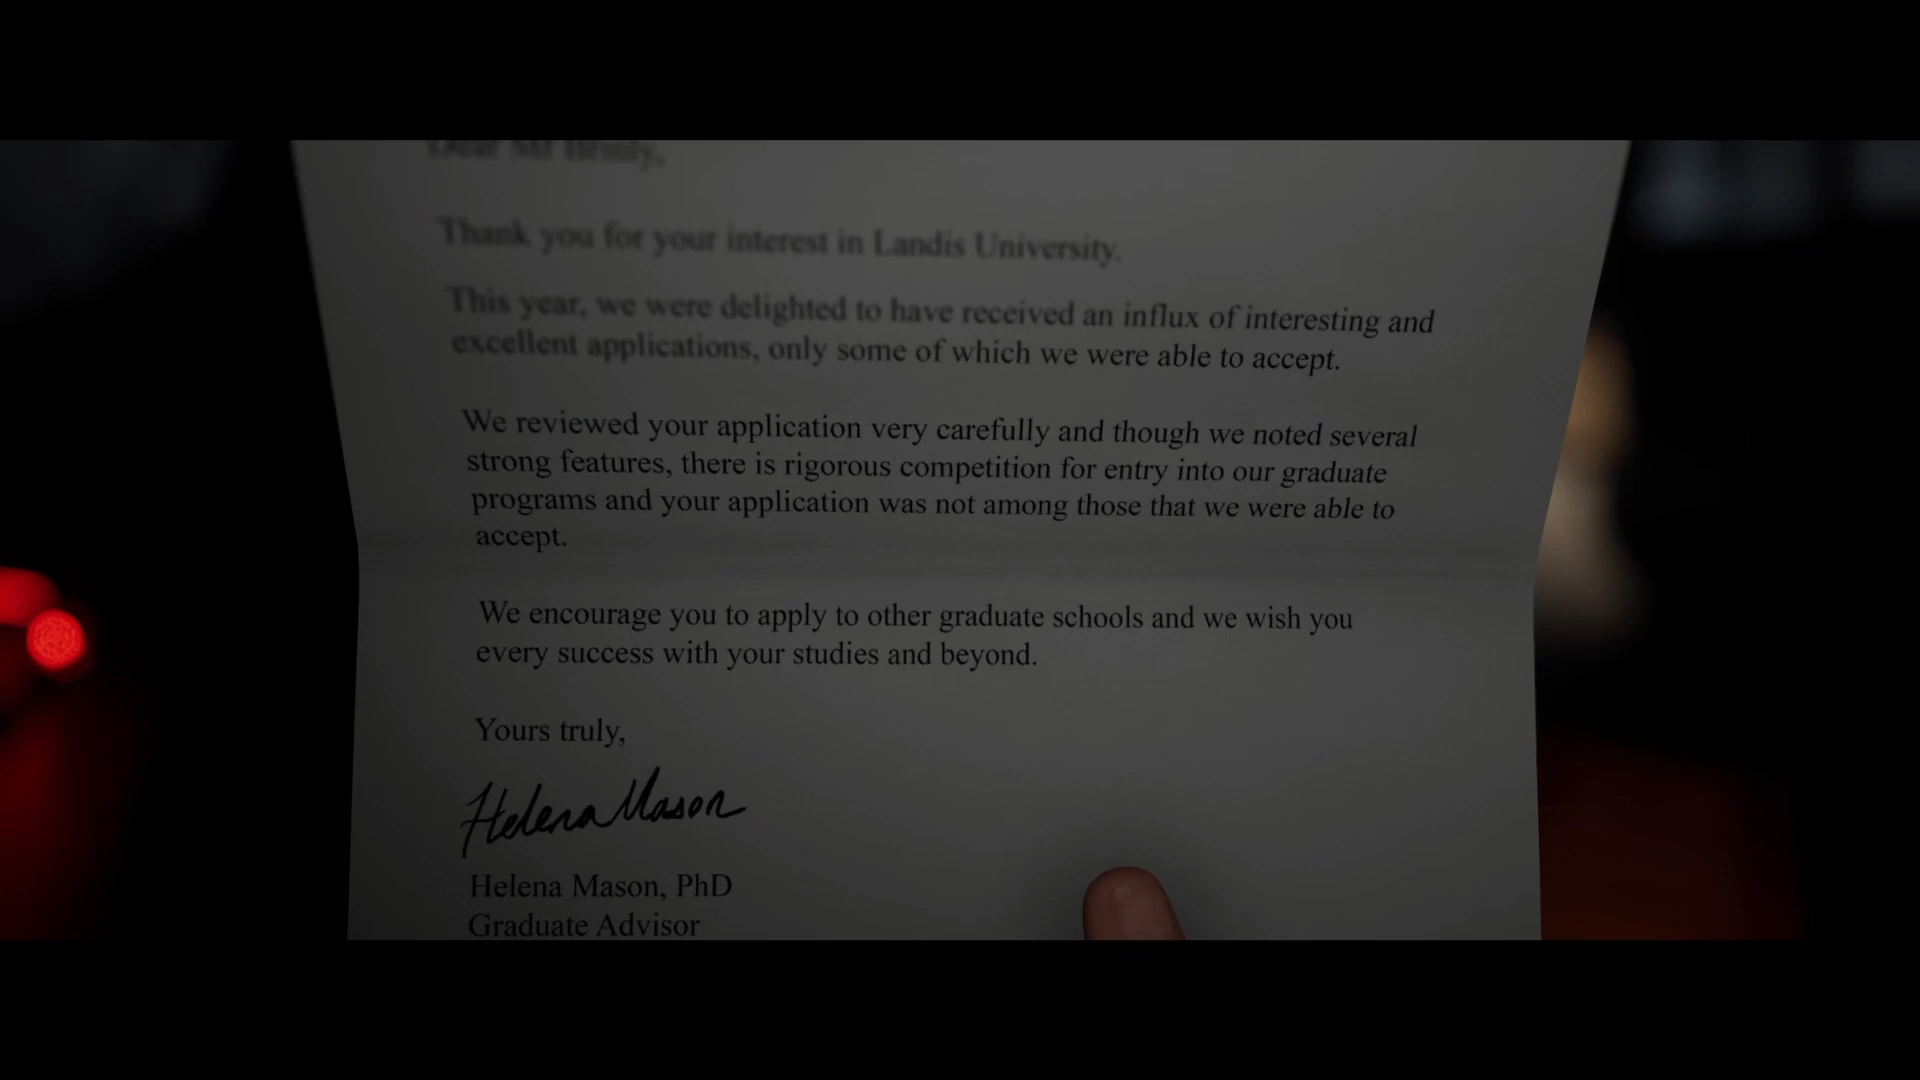 Dear Mr Brinly,
Thank you for your interest in Landis University.
This year, we were delighted to have received an influx of interesting and
excellent applications, only some of which we were able to accept.
We reviewed your application very carefully and though we noted several
strong features, there is rigorous competition for entry into our graduate
programs and your application was not among those that we were able to
accept.
We encourage you to apply to other graduate schools and we wish you
every success with your studies and beyond.
Yours truly,
Helena Mason
Helena Mason, PhD
Graduate Advisor